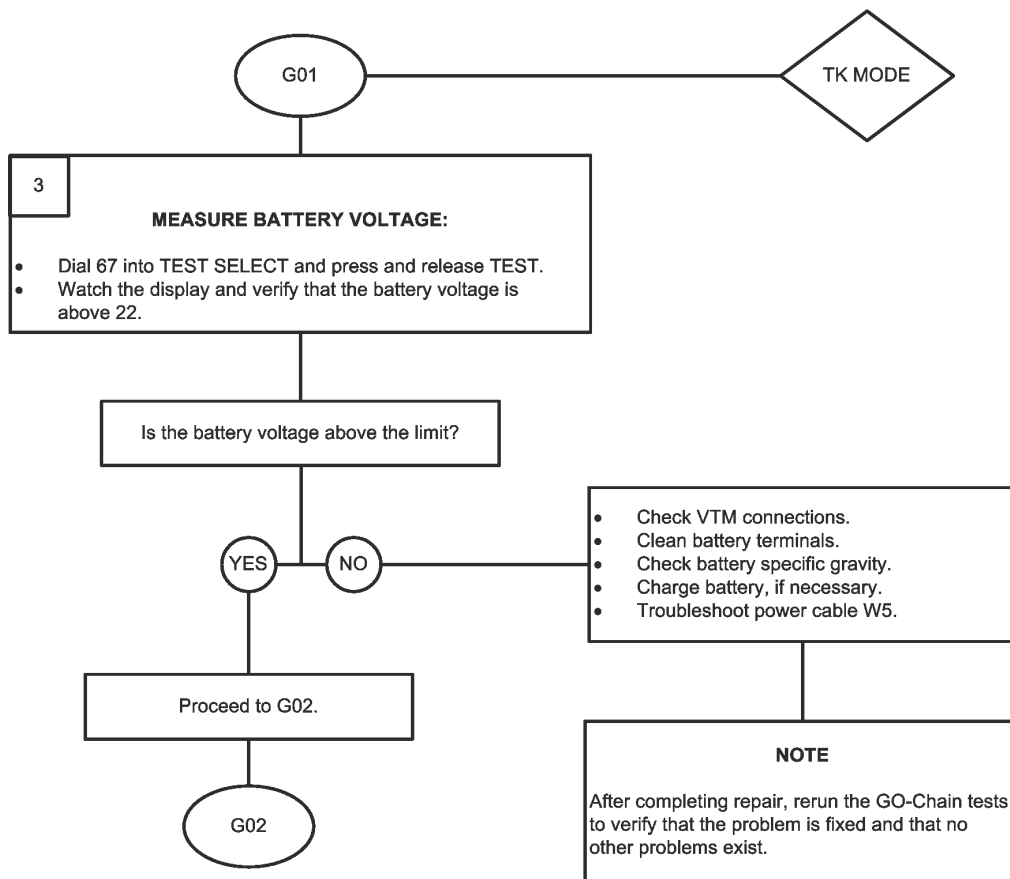 G01
TK MODE
3
MEASURE BATTERY VOLTAGE:
• Dial 67 into TEST SELECT and press and release TEST.
• Watch the display and verify that the battery voltage is
above 22.
Is the battery voltage above the limit?
YES
NO
• Check VTM connections.
• Clean battery terminals.
• Check battery specific gravity.
• Charge battery, if necessary.
• Troubleshoot power cable W5.
Proceed to G02.
G02
NOTE
After completing repair, rerun the GO-Chain tests
to verify that the problem is fixed and that no
other problems exist.